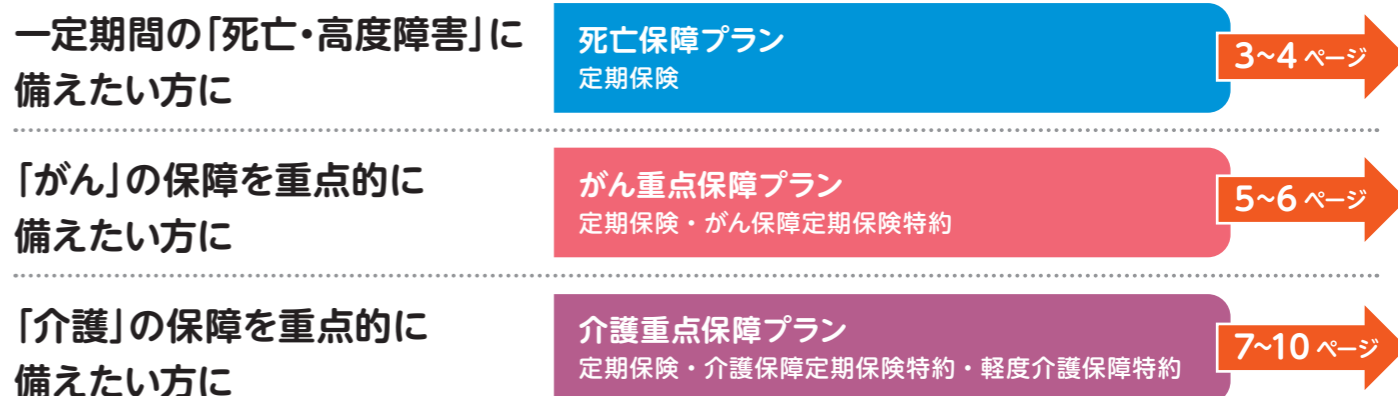 一定期間の「死亡・高度障害」に
備えたい方に
死亡保障プラン
定期保険
3~4 ページ
「がん」の保障を重点的に
備えたい方に
がん重点保障プラン
定期保険・がん保障定期保険特約
5~6 ページ
「介護」の保障を重点的に
備えたい方に
介護重点保障プラン
定期保険・介護保障定期保険特約・軽度介護保障特約
7~10 ページ